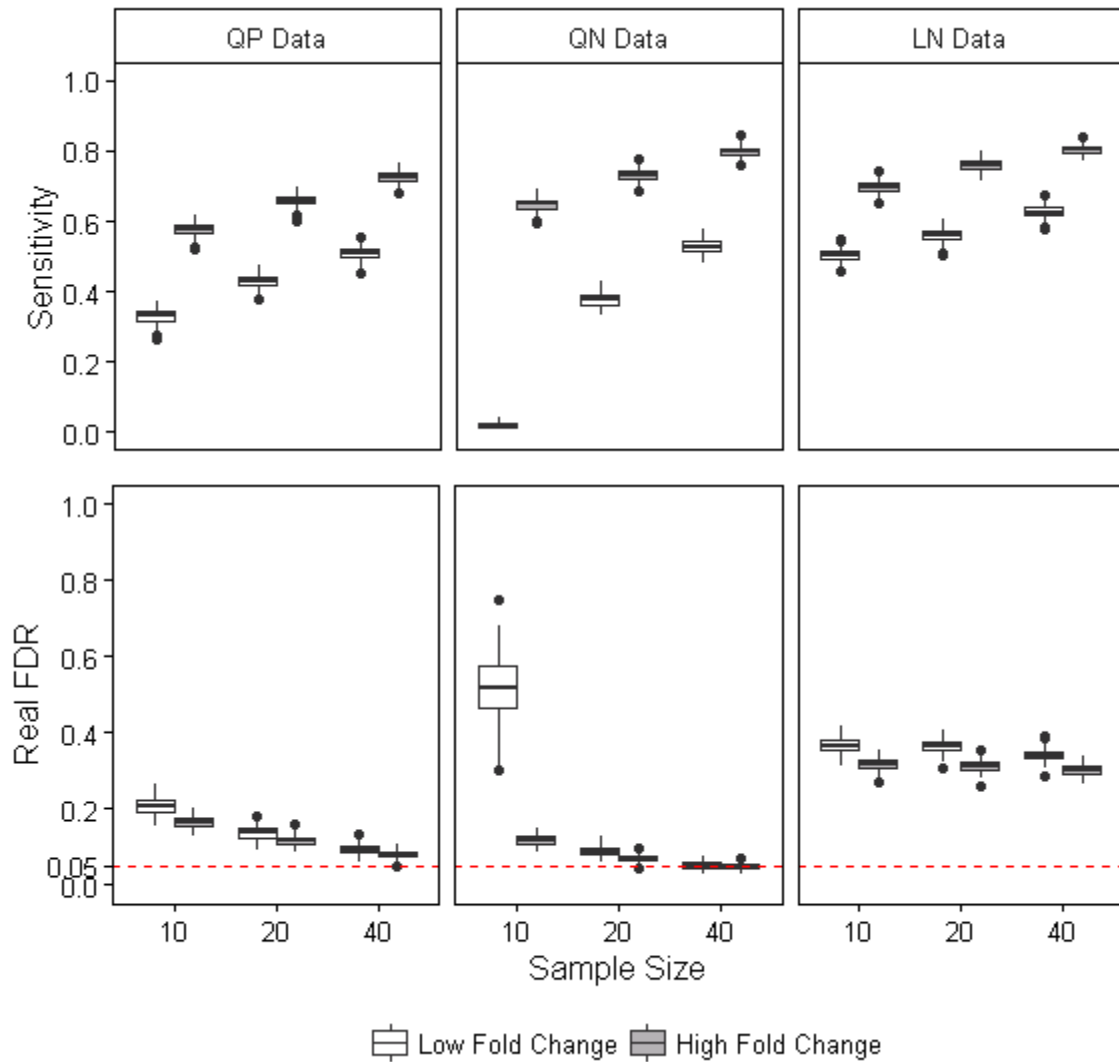 QP Data QN Data LN Data
1.0
0.8
0.6
0.4
0.2
0.0
Sensitivity
1.0
0.8
0.6
0.4
0.2
0.05
0.0
Real FDR
10 20 40 10 20 40 10 20 40
Sample Size
Low Fold Change High Fold Change